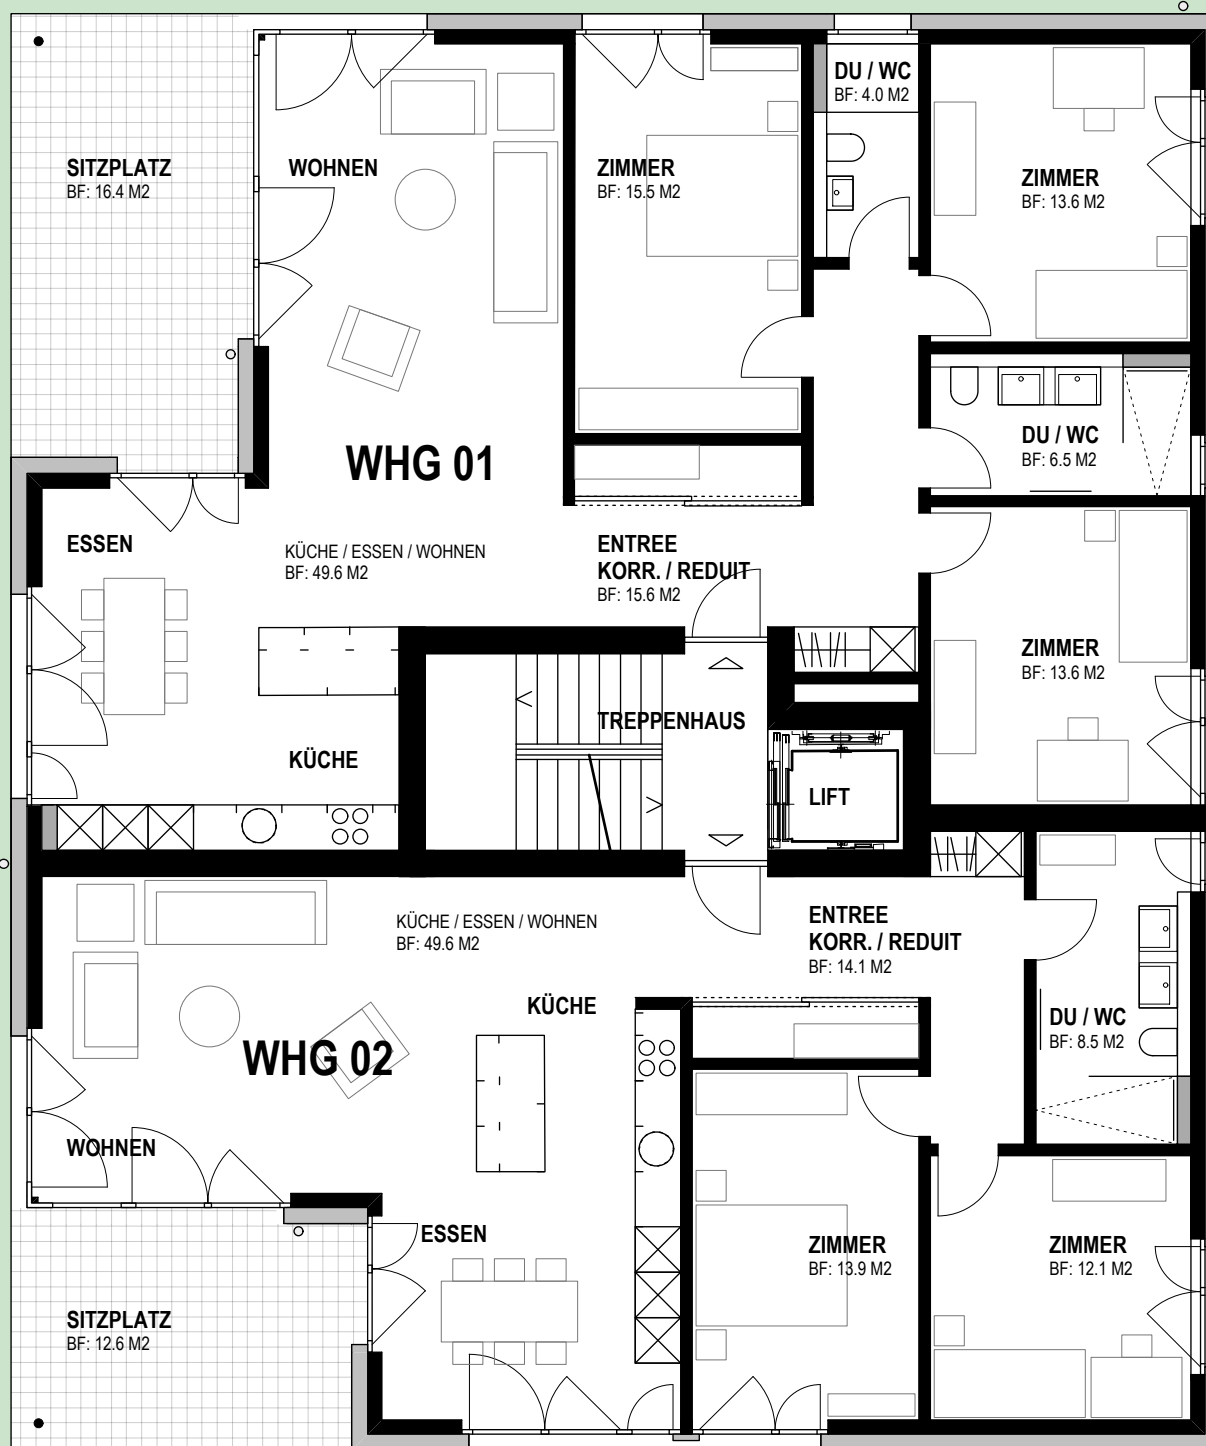 DU / WC
BF: 4.0 M2
SITZPLATZ
BF: 16.4 M2
WOHNEN
ZIMMER
BF: 15.5 M2
ZIMMER
BF: 13.6 M2
WHG 01
DU / WC
BF: 6.5 M2
ESSEN
KÜCHE / ESSEN / WOHNEN
BF: 49.6 M2
ENTREE
KORR. / REDUIT
BF: 15.6 M2
ZIMMER
BF: 13.6 M2
TREPPENHAUS
KÜCHE
LIFT
KÜCHE / ESSEN / WOHNEN
BF: 49.6 M2
ENTREE
KORR. / REDUIT
BF: 14.1 M2
KÜCHE
DU / WC
BF: 8.5 M2
WHG 02
WOHNEN
ESSEN
ZIMMER
BF: 13.9 M2
ZIMMER
BF: 12.1 M2
SITZPLATZ
BF: 12.6 M2